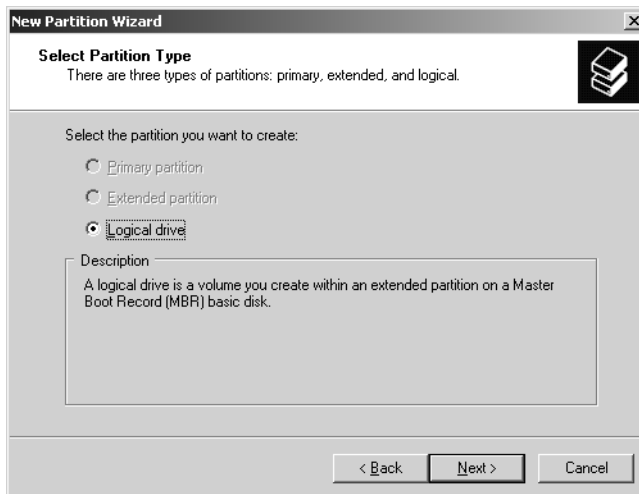 New Partition Wizard
Select Partition Type
There are three types of partitions: primary, extended, and logical.
Select the partition you want to create:
Primary partition
Extended partition
Logical drive
Description
A logical drive is a volume you create within an extended partition on a Master
Boot Record (MBR) basic disk.
< Back
Next >
Cancel